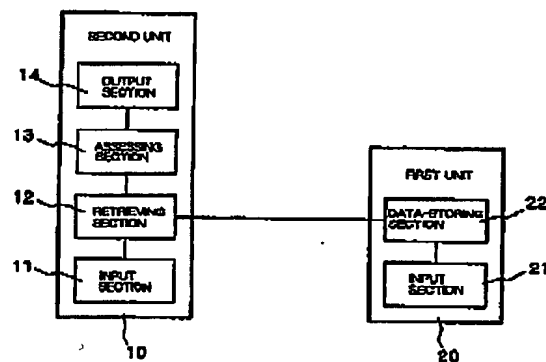 SECOND UNIT
14
OUTPUT
SECTION
13
ASSESSING
SECTION
12
RETRIEVING
SECTION
11
INPUT
SECTION
10
FIRST UNIT
DATA-STORING
SECTION
22
INPUT
SECTION
21
20